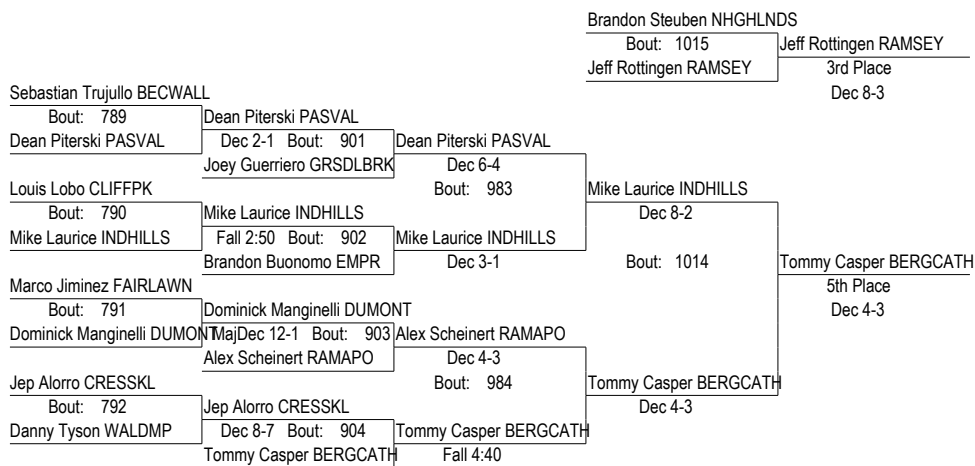 Brandon Steuben NHGHLNDS
Bout: 1015
Jeff Rottingen RAMSEY
Jeff Rottingen RAMSEY
3rd Place
Dec 8-3
Sebastian Trujullo BECWALL
Bout: 789
Dean Piterski PASVAL
Dean Piterski PASVAL
Dec 2-1 Bout: 901
Dean Piterski PASVAL
Joey Guerriero GRSDLBRK
Dec 6-4
Louis Lobo CLIFFPK
Bout: 983
Mike Laurice INDHILLS
Bout: 790
Mike Laurice INDHILLS
Dec 8-2
Mike Laurice INDHILLS
Fall 2:50 Bout: 902
Mike Laurice INDHILLS
Brandon Buonomo EMPR
Dec 3-1
Bout: 1014
Tommy Casper BERGCATH
Marco Jiminez FAIRLAWN
5th Place
Bout: 791
Dominick Manginelli DUMONT
Dec 4-3
Dominick Manginelli DUMONT
MajDec 12-1 Bout: 903
Alex Scheinert RAMAPO
Alex Scheinert RAMAPO
Dec 4-3
Jep Alorro CRESSKL
Bout: 984
Tommy Casper BERGCATH
Bout: 792
Jep Alorro CRESSKL
Dec 4-3
Danny Tyson WALDMP
Dec 8-7 Bout: 904
Tommy Casper BERGCATH
Tommy Casper BERGCATH
Fall 4:40